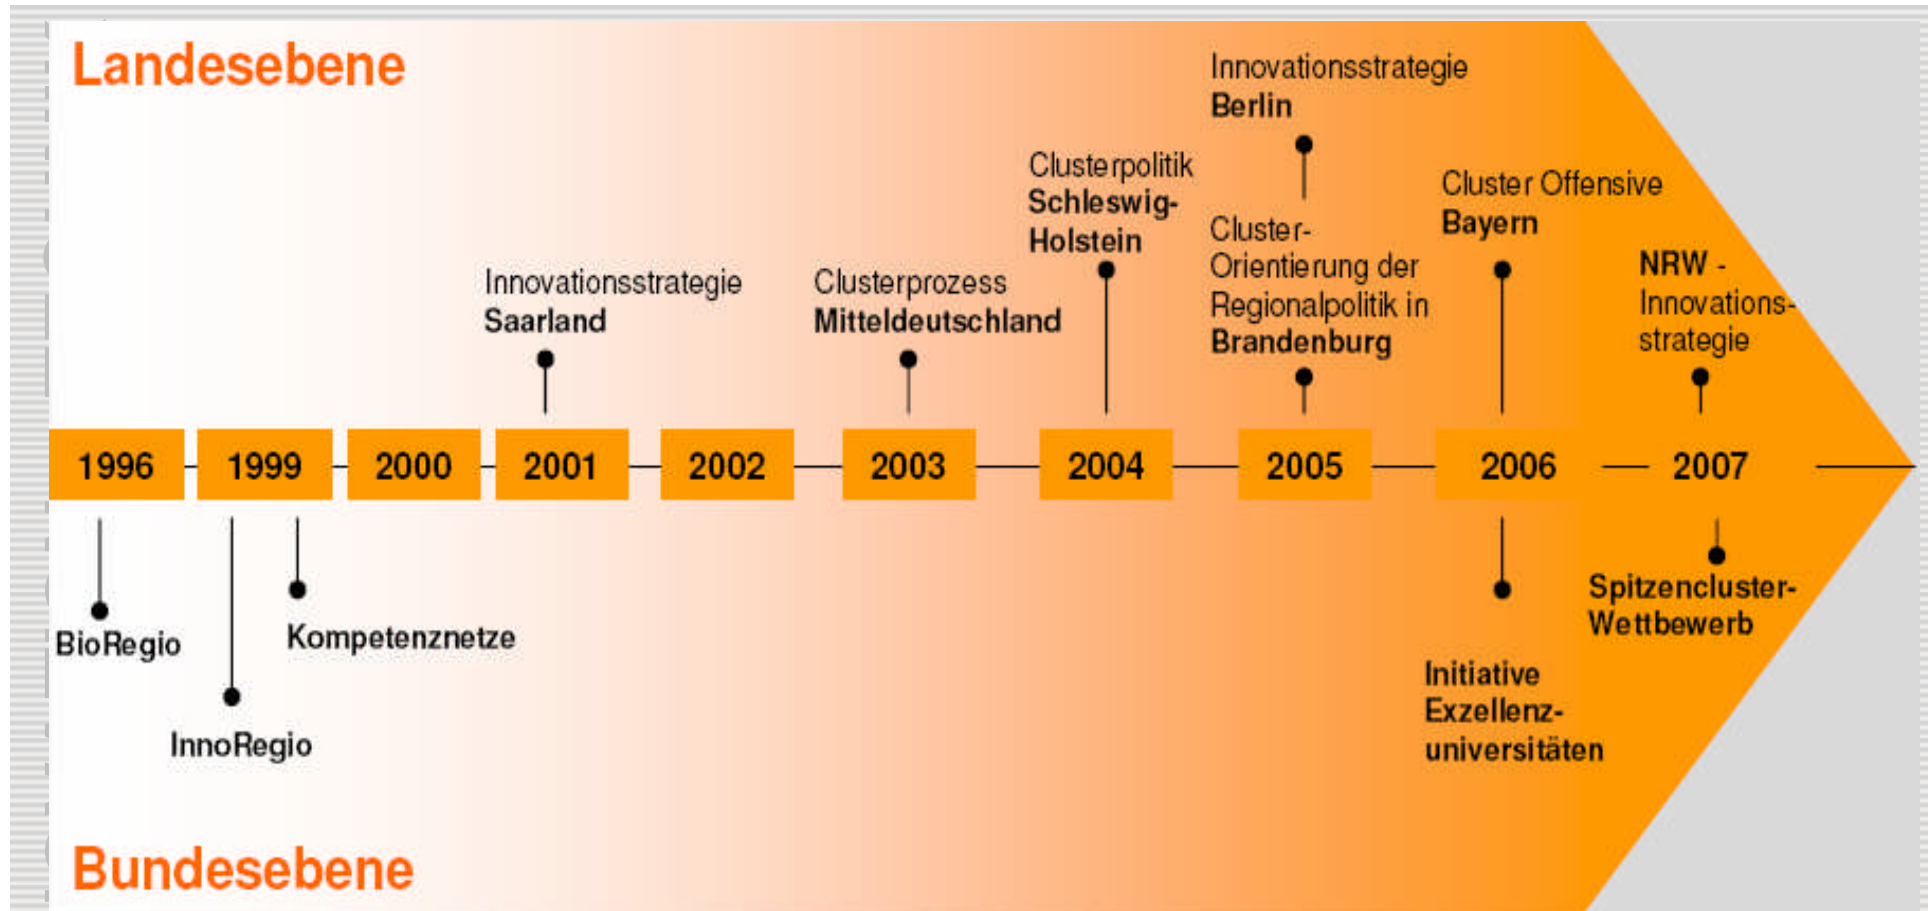 Landesebene
Innovationsstrategie
Berlin
Clusterpolitik
Schleswig-
Holstein
Cluster Offensive
Bayern
Cluster-
Orientierung der
Regionalpolitik in
Brandenburg
NRW -
Innovations-
strategie
Innovationsstrategie
Saarland
Clusterprozess
Mitteldeutschland
1996 1999 2000 2001 2002 2003 2004 2005 2006 2007
BioRegio
Kompetenznetze
InnoRegio
Spitzencluster-
Wettbewerb
Initiative
Exzellenz-
universitäten
Bundesebene